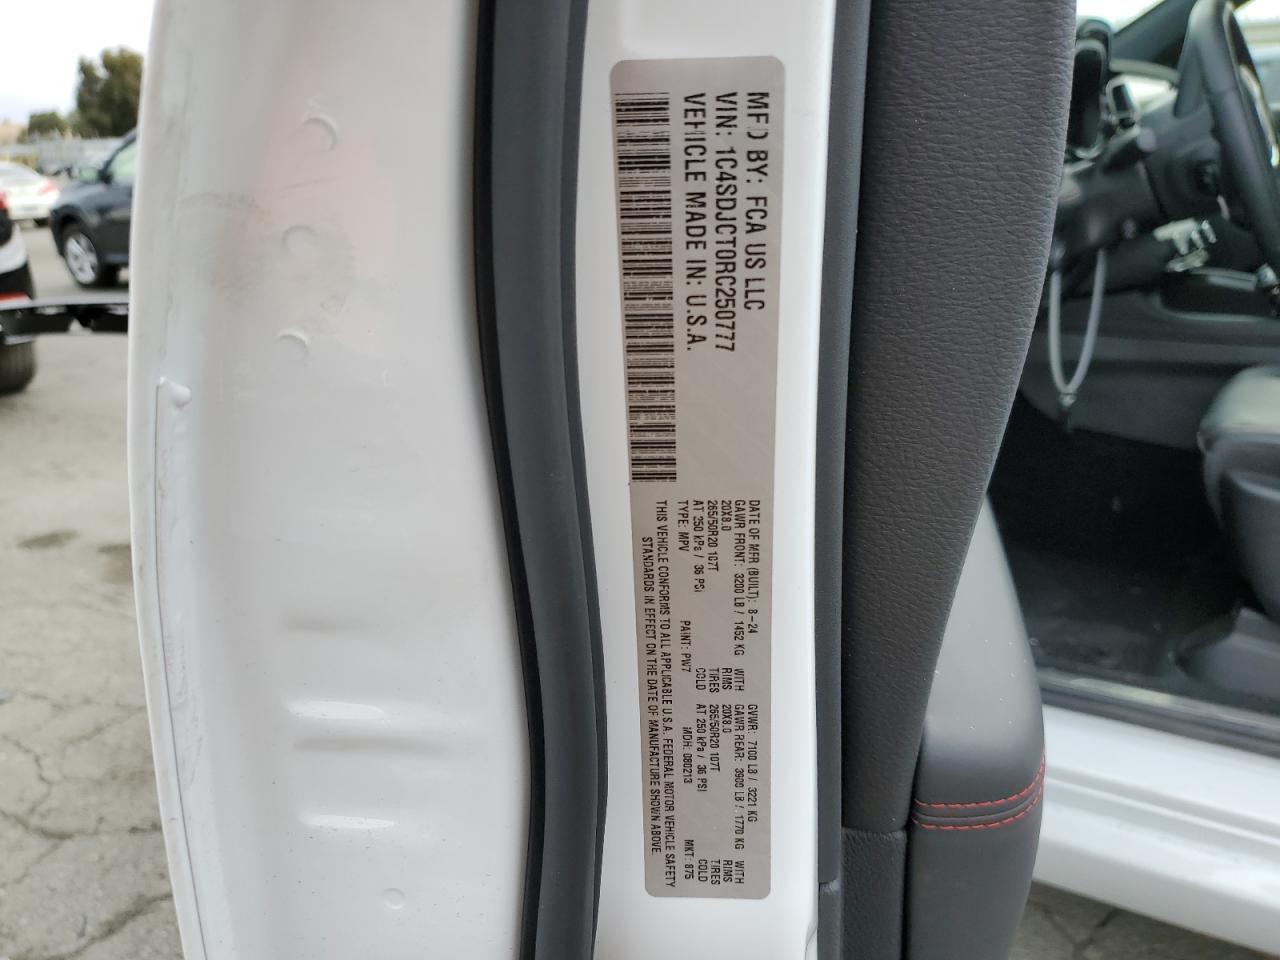 MFD BY: FCA US LLC
VIN: 1C4SDJCT0RC250777
VEHICLE MADE IN: U.S.A.
DATE OF MFR (BUILT): 8-24 GVWR: 7100 LB / 3221 KG
GAWR FRONT: 3200 LB / 1452 KG WITH GAWR REAR: 3900 LB / 1770 KG WITH
20X8.0 RIMS 20X8.0 RIMS
265/50R20 107T TIRES 265/50R20 107T TIRES
AT 250 kPa / 36 PSI COLD AT 250 kPa / 36 PSI COLD
TYPE: MPV PAINT: PW7 MDH: 080213 MKT: 875
THIS VEHICLE CONFORMS TO ALL APPLICABLE U.S.A. FEDERAL MOTOR VEHICLE SAFETY
STANDARDS IN EFFECT ON THE DATE OF MANUFACTURE SHOWN ABOVE.